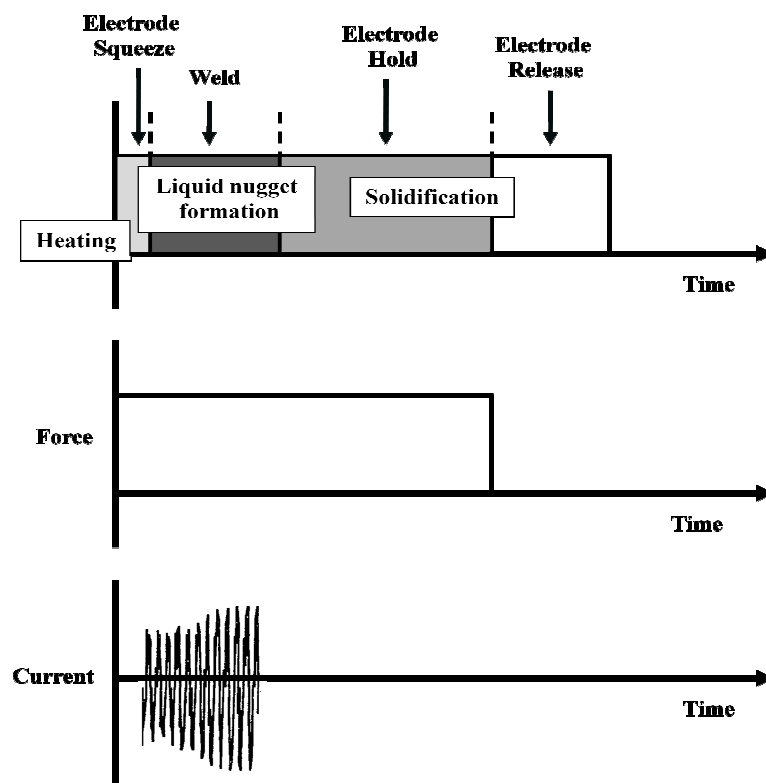 Electrode
Squeeze
Weld
Electrode
Hold
Electrode
Release
Liquid nugget
formation
Solidification
Heating
Time
Force
Time
Current
Time